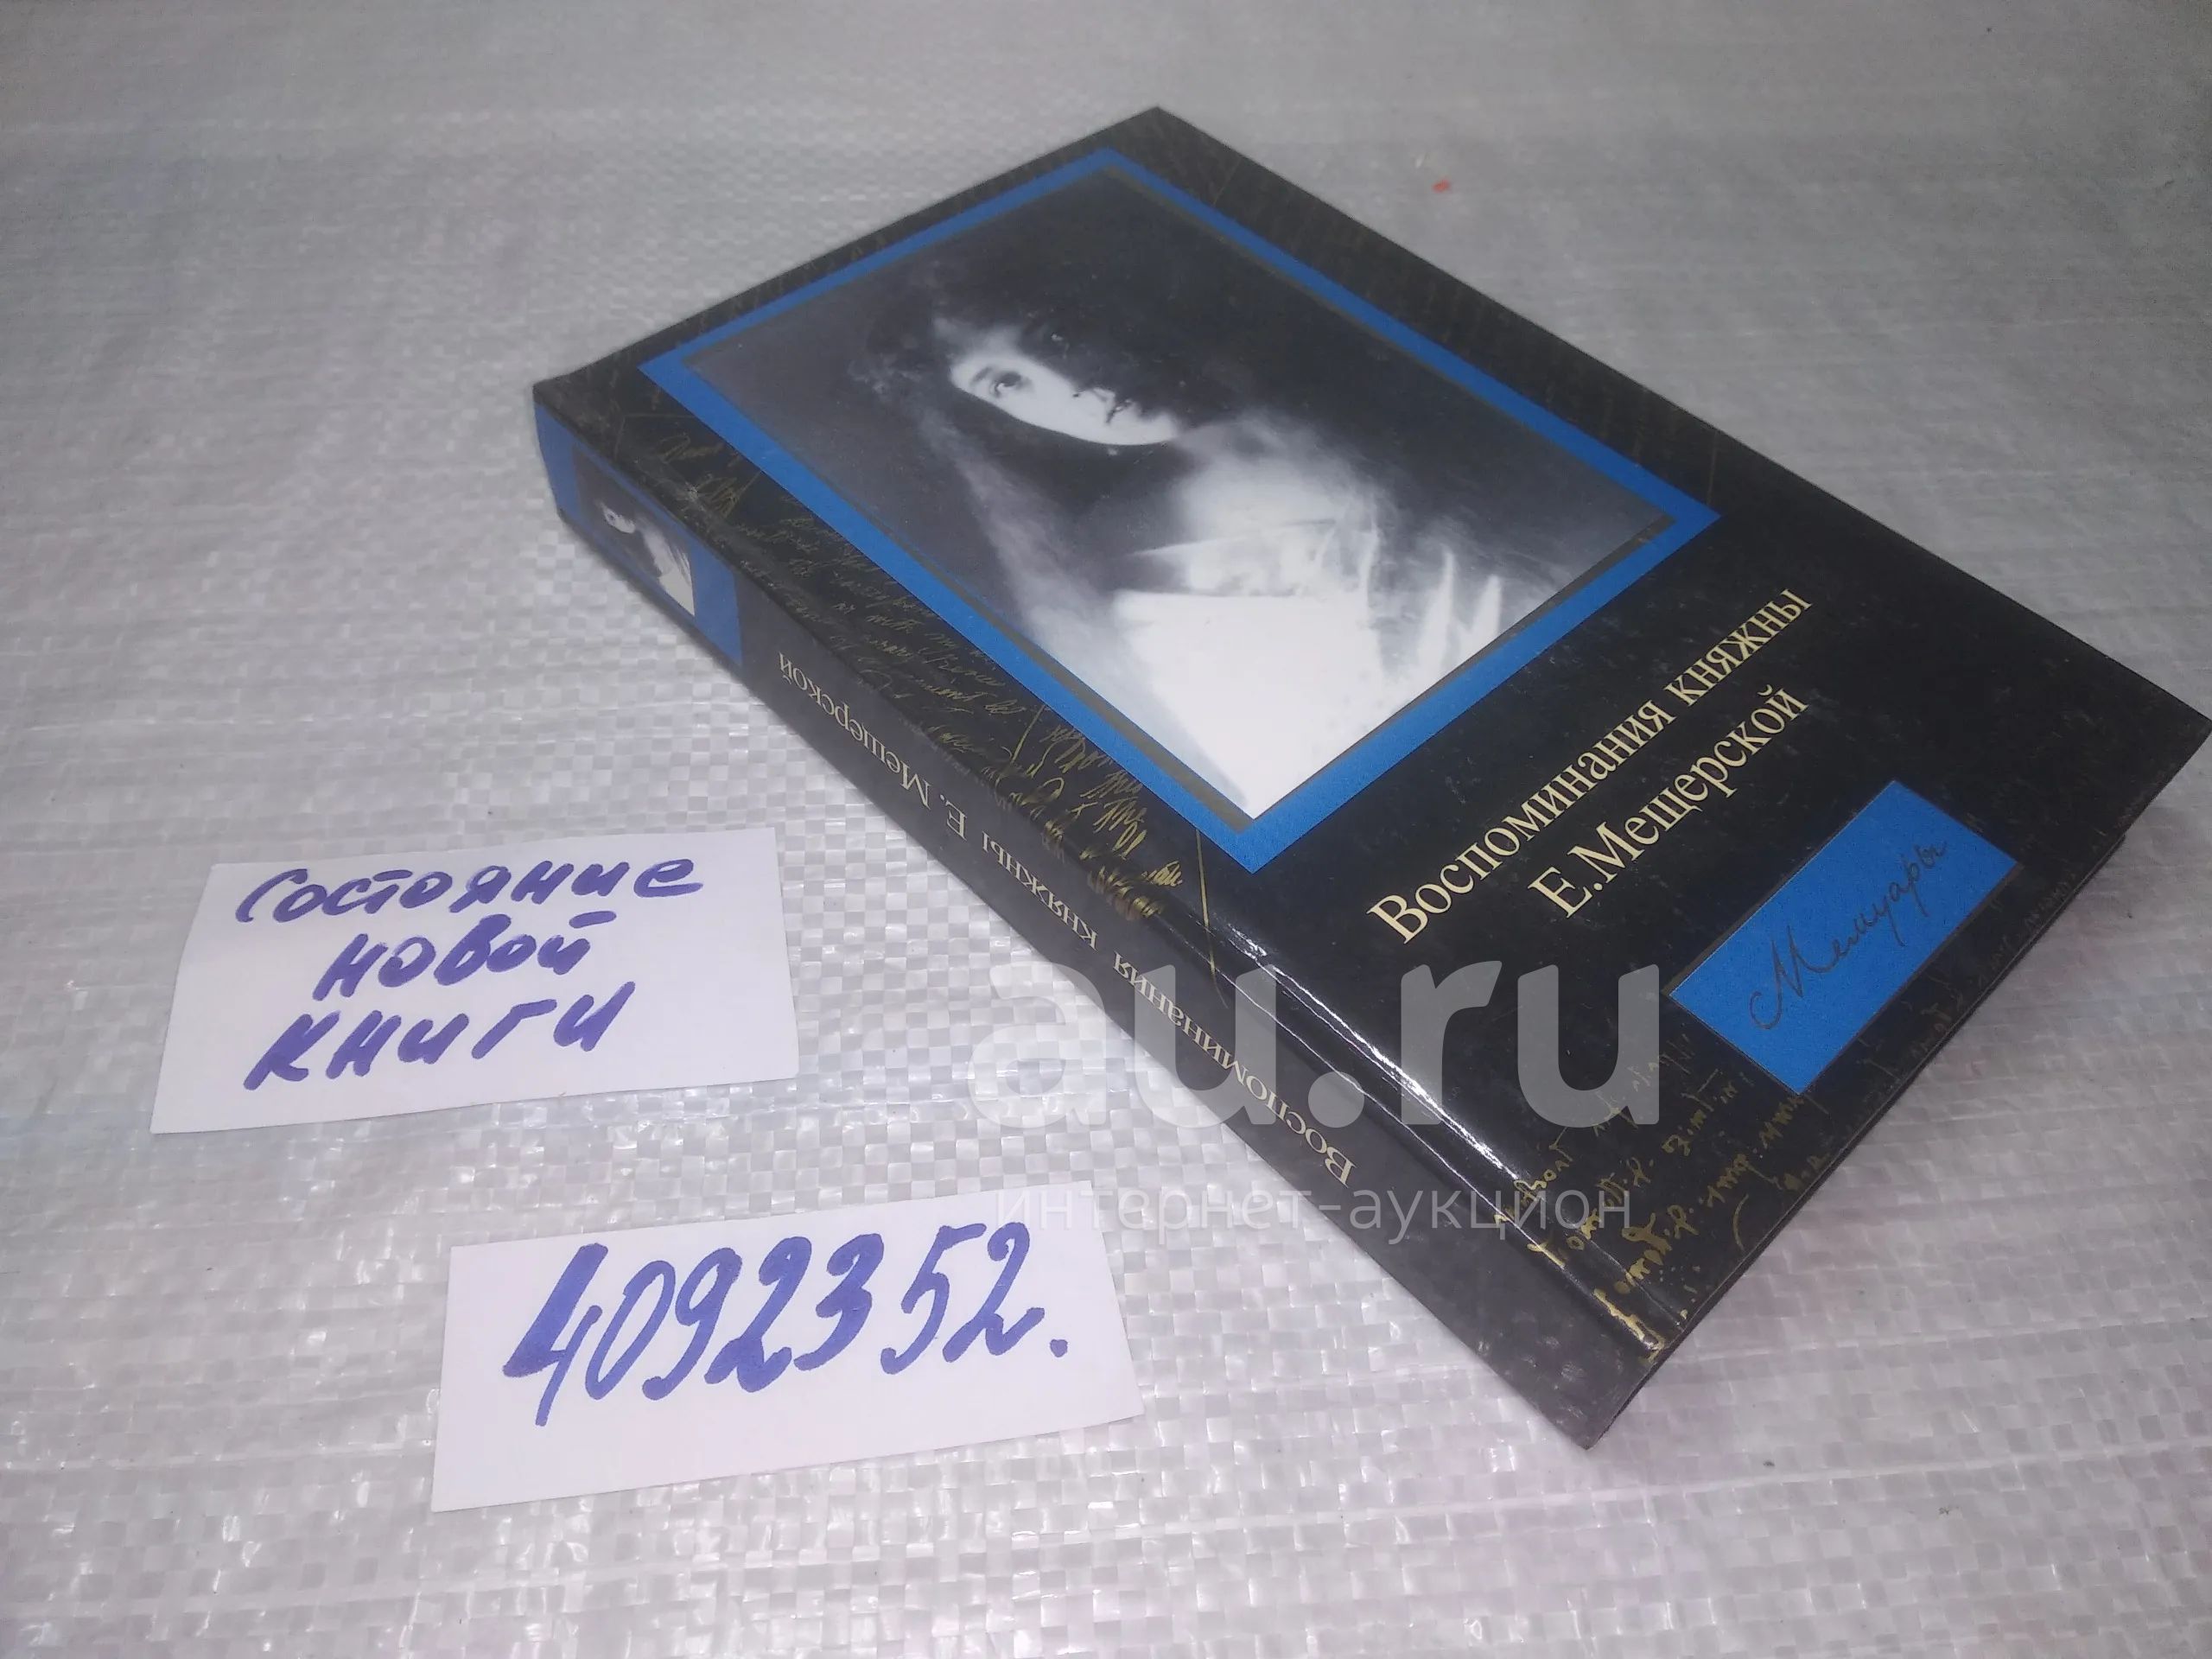 Воспоминания княжны
Е.Мещерской
Мемуары
Воспоминания княжны Е. Мещерской
Состояние
новой
книги
4092352.
au.ru
интернет-аукцион